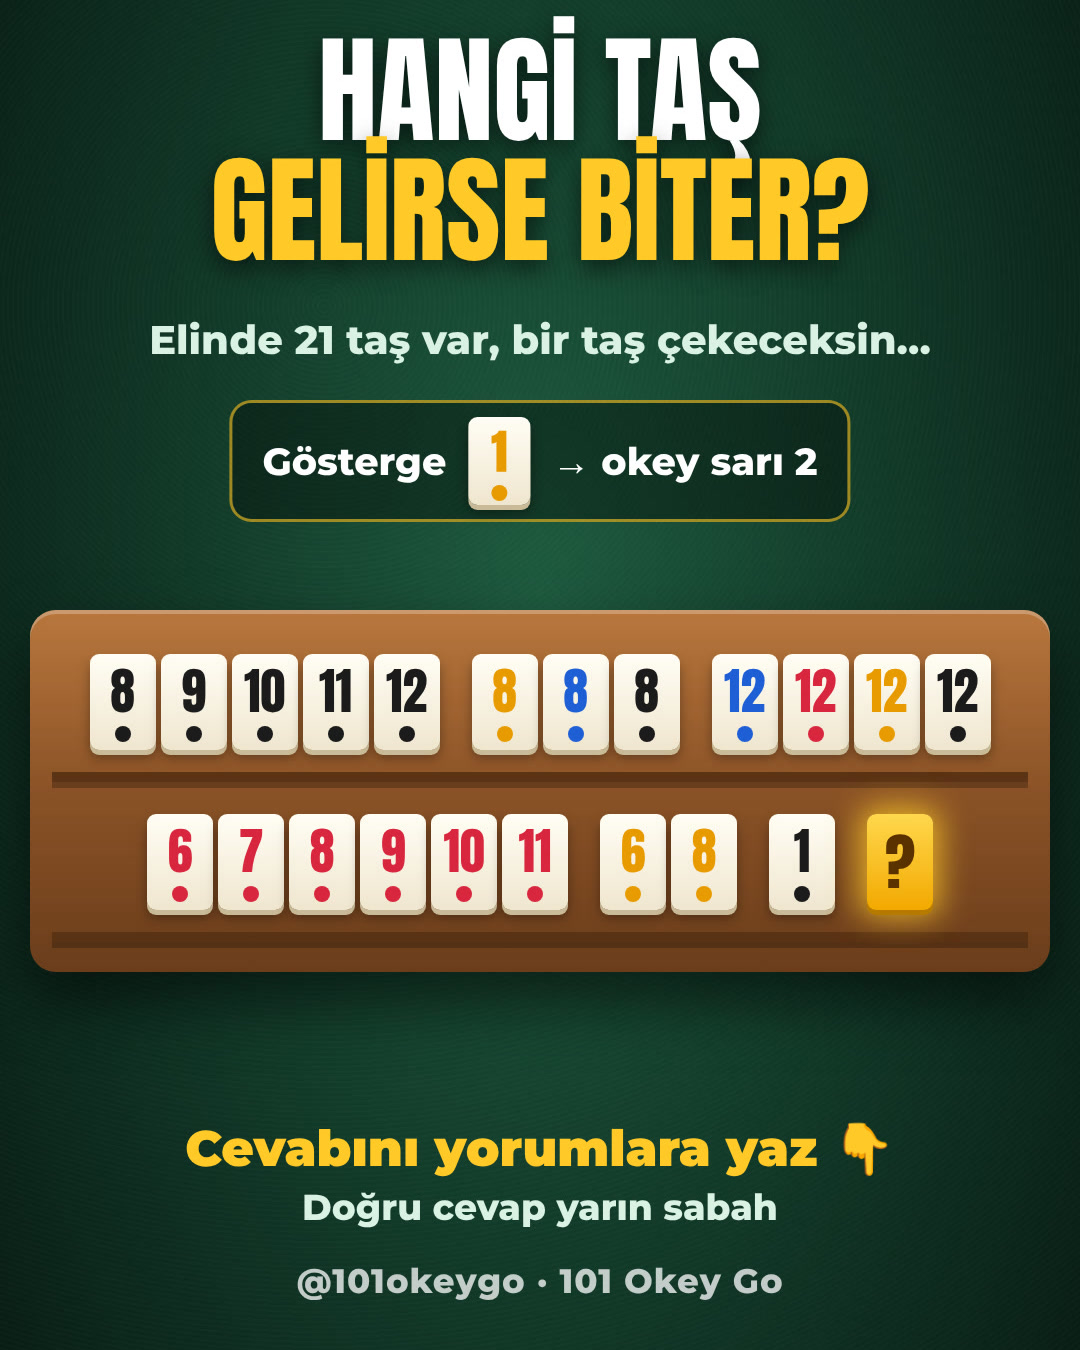 HANGİ TAŞ
GELİRSE BİTER?
Elinde 21 taş var, bir taş çekeceksin...
Gösterge 1 → okey sarı 2
8 9 10 11 12 8 8 8 12 12 12 12
6 7 8 9 10 11 6 8 1 ?
Cevabını yorumlara yaz 👇
Doğru cevap yarın sabah
@101okeygo · 101 Okey Go